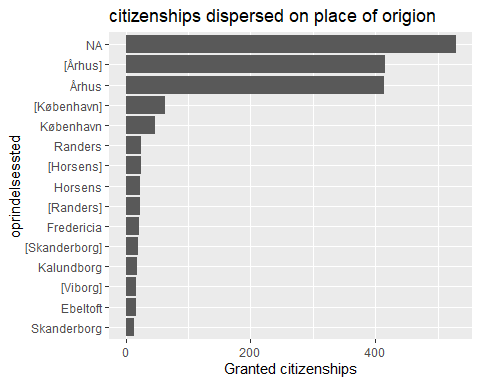 citizenships dispersed on place of origion
oprindelsessted
NA
[Århus]
Århus
[København]
København
Randers
[Horsens]
Horsens
[Randers]
Fredericia
[Skanderborg]
Kalundborg
[Viborg]
Ebeltoft
Skanderborg
0 200 400
Granted citizenships